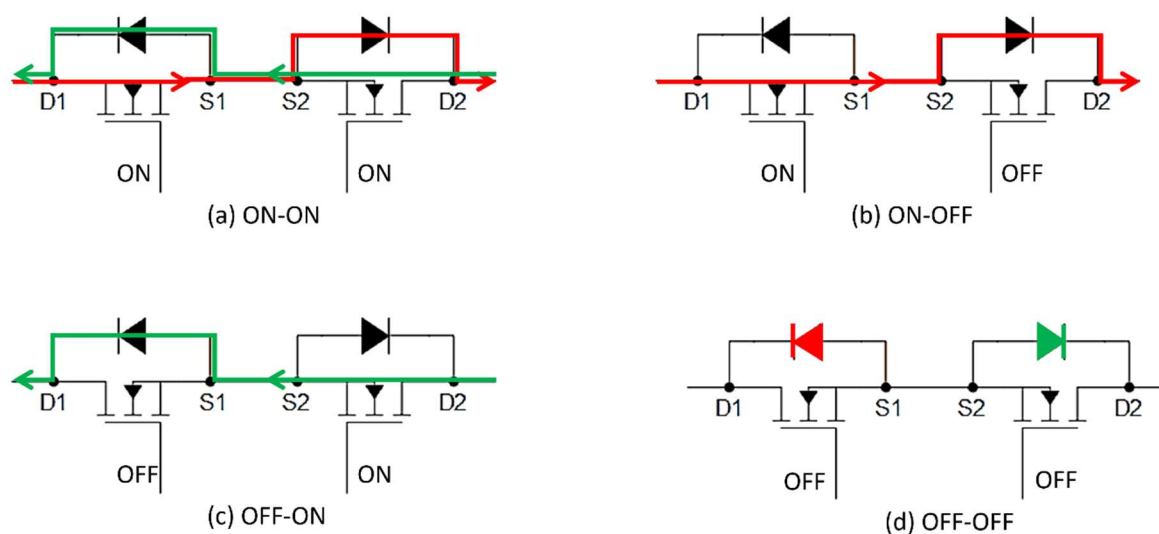 D1 S1 S2 D2
ON ON
(a) ON-ON
D1 S1 S2 D2
ON OFF
(b) ON-OFF
D1 S1 S2 D2
OFF ON
(c) OFF-ON
D1 S1 S2 D2
OFF OFF
(d) OFF-OFF